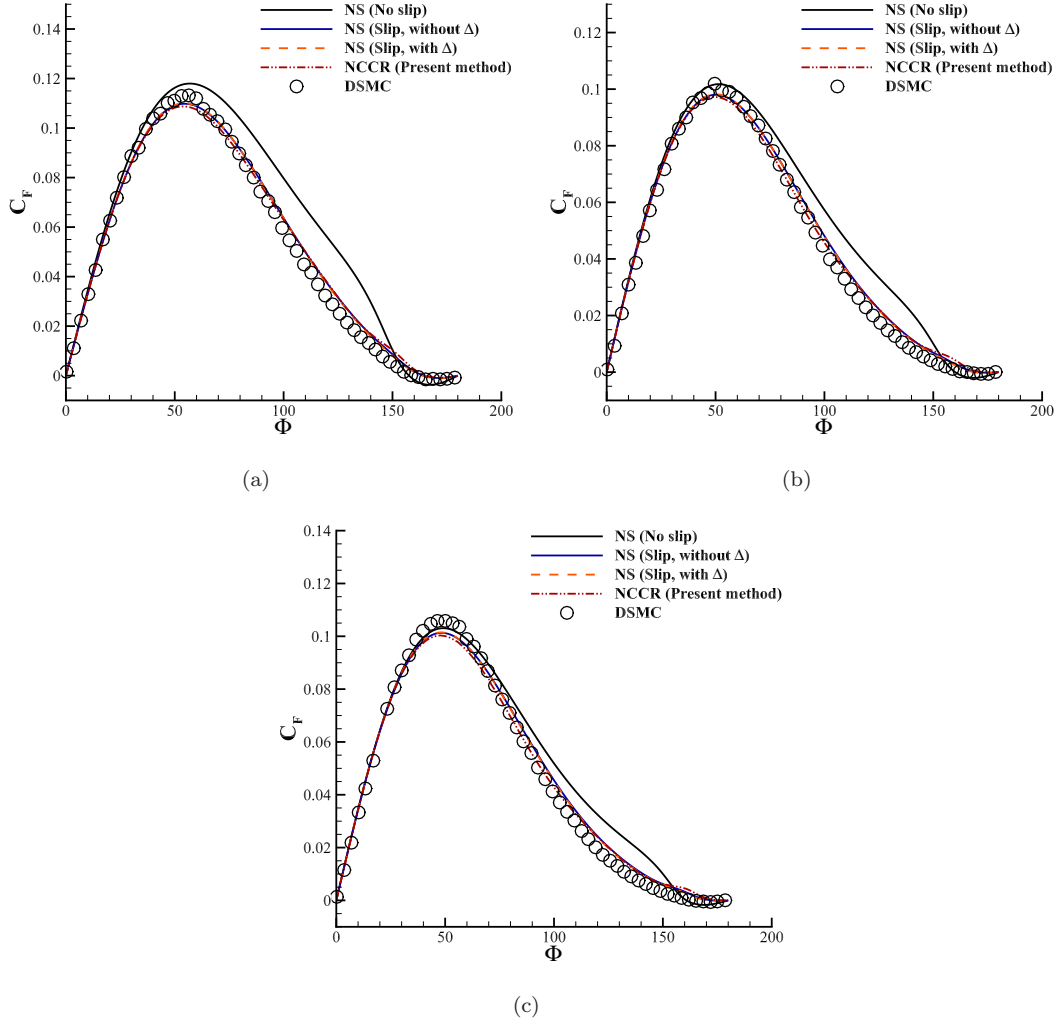 NS (No slip)
NS (Slip, without Δ)
NS (Slip, with Δ)
NCCR (Present method)
DSMC
0.14
0.12
0.1
0.08
0.06
0.04
0.02
0
C_F
0 50 100 150 200
Φ
(a)
NS (No slip)
NS (Slip, without Δ)
NS (Slip, with Δ)
NCCR (Present method)
DSMC
0.12
0.1
0.08
0.06
0.04
0.02
0
C_F
0 50 100 150 200
Φ
(b)
NS (No slip)
NS (Slip, without Δ)
NS (Slip, with Δ)
NCCR (Present method)
DSMC
0.14
0.12
0.1
0.08
0.06
0.04
0.02
0
C_F
0 50 100 150 200
Φ
(c)